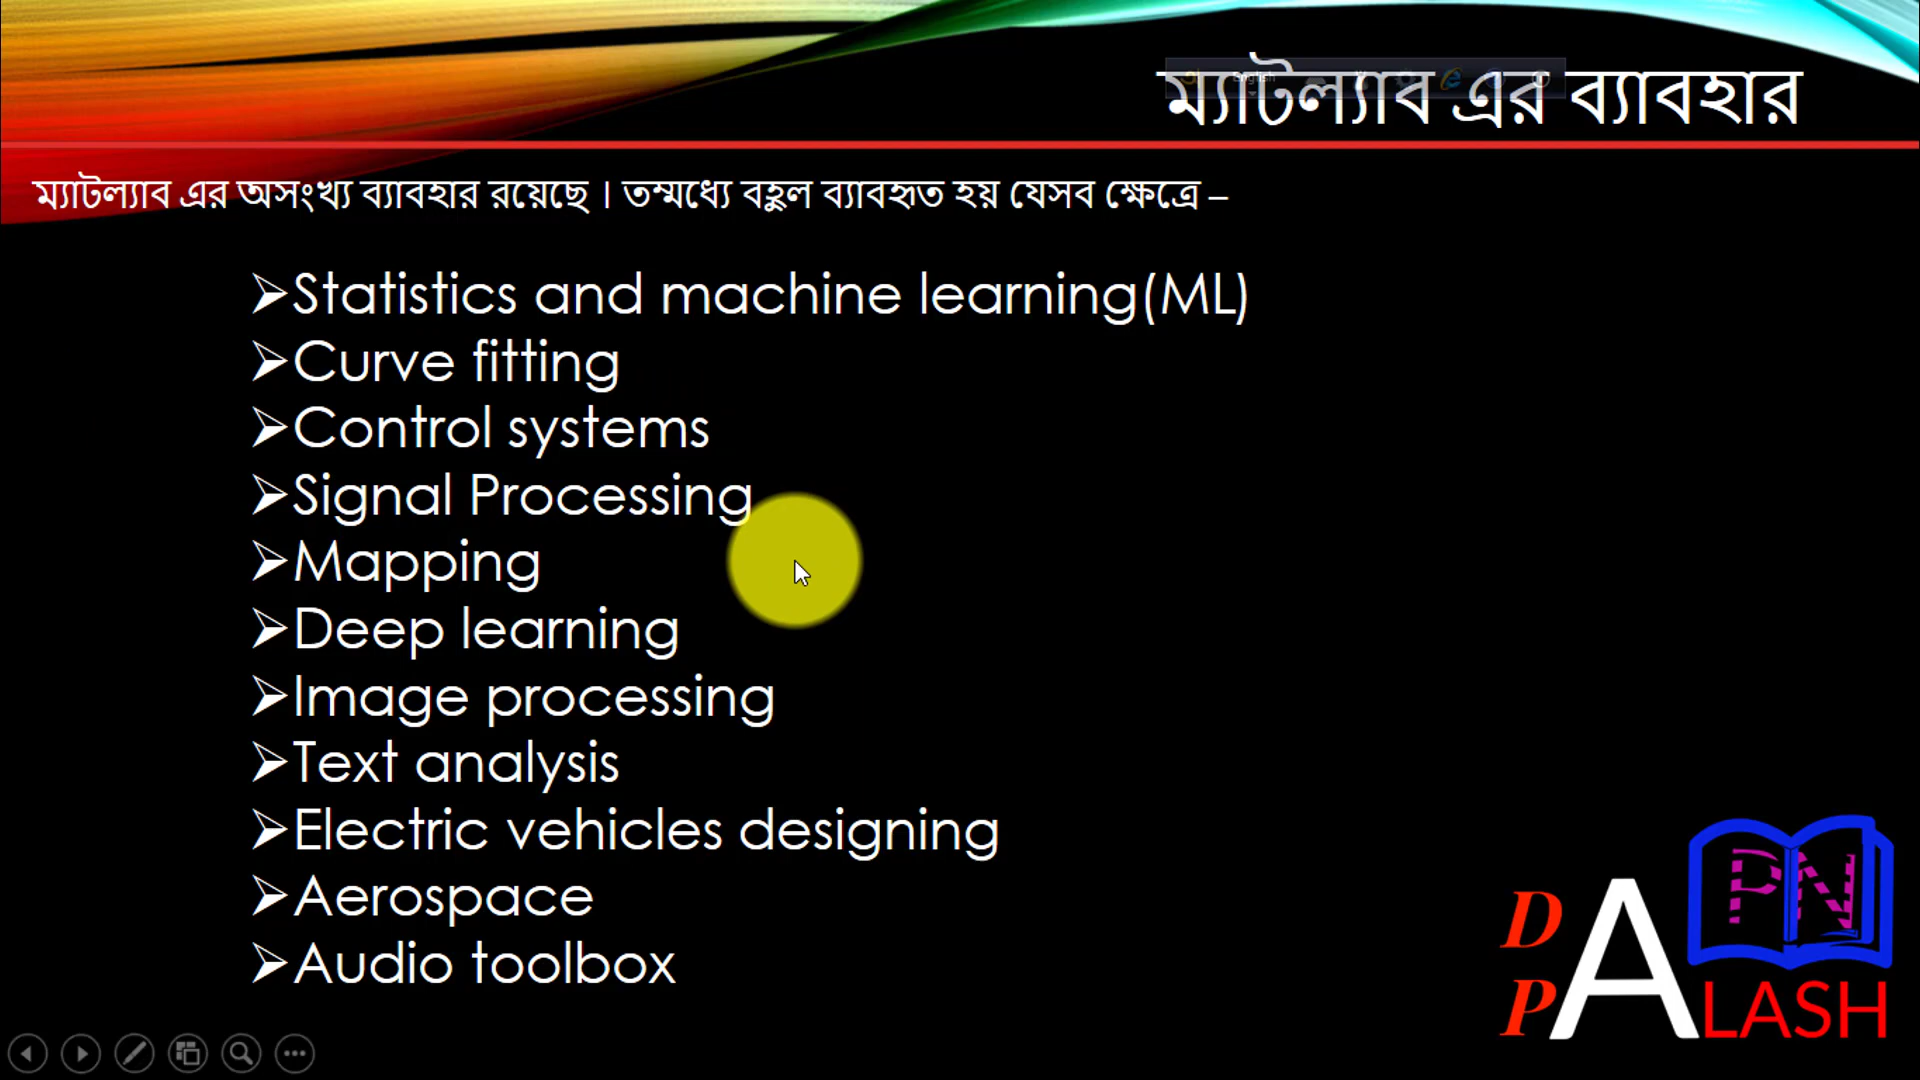 ম্যাটল্যাব এর ব্যাবহার
English
ম্যাটল্যাব এর অসংখ্য ব্যাবহার রয়েছে । তম্মধ্যে বহুল ব্যাবহৃত হয় যেসব ক্ষেত্রে –
➢Statistics and machine learning(ML)
➢Curve fitting
➢Control systems
➢Signal Processing
➢Mapping
➢Deep learning
➢Image processing
➢Text analysis
➢Electric vehicles designing
➢Aerospace
➢Audio toolbox
PN
D
P
ALASH